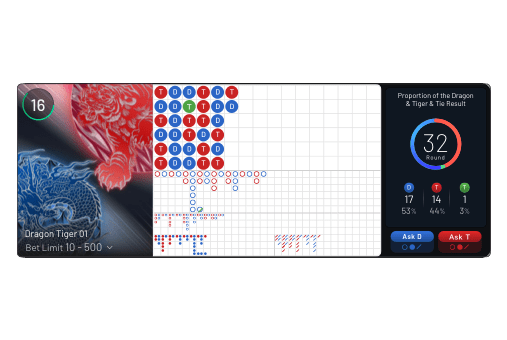 16
Dragon Tiger 01
Bet Limit 10 - 500
T D D T D T
D D T T D D
Proportion of the Dragon
& Tiger & Tie Result
32
Round
D T T
17 14 1
53% 44% 3%
Ask D Ask T